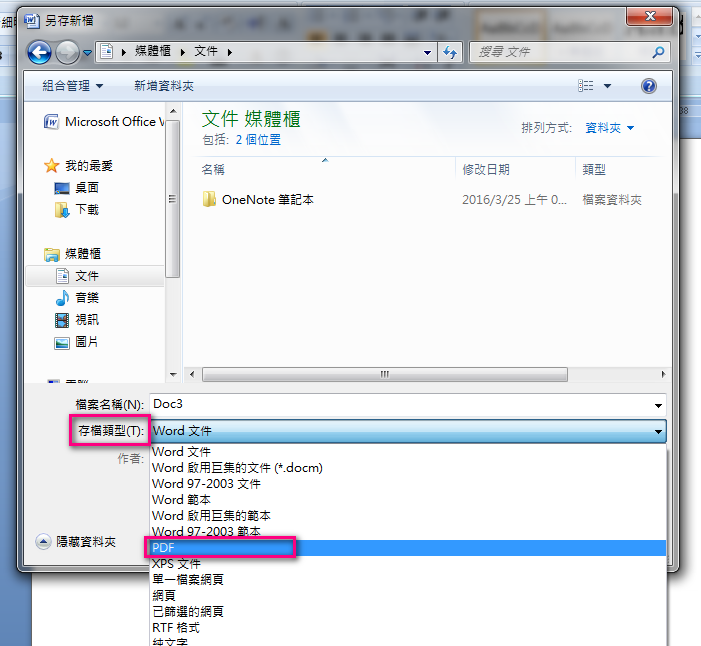 另存新檔
媒體櫃 文件
搜尋 文件
組合管理 新增資料夾
Microsoft Office W
我的最愛
桌面
下載
媒體櫃
文件
音樂
視訊
圖片
文件 媒體櫃
包括: 2 個位置
排列方式: 資料夾
名稱 修改日期 類型
OneNote 筆記本 2016/3/25 上午 0... 檔案資料夾
檔案名稱(N): Doc3
存檔類型(T): Word 文件
作者:
Word 文件
Word 啟用巨集的文件 (*.docm)
Word 97-2003 文件
Word 範本
Word 啟用巨集的範本
Word 97-2003 範本
PDF
XPS 文件
單一檔案網頁
網頁
已篩選的網頁
RTF 格式
純文字
隱藏資料夾